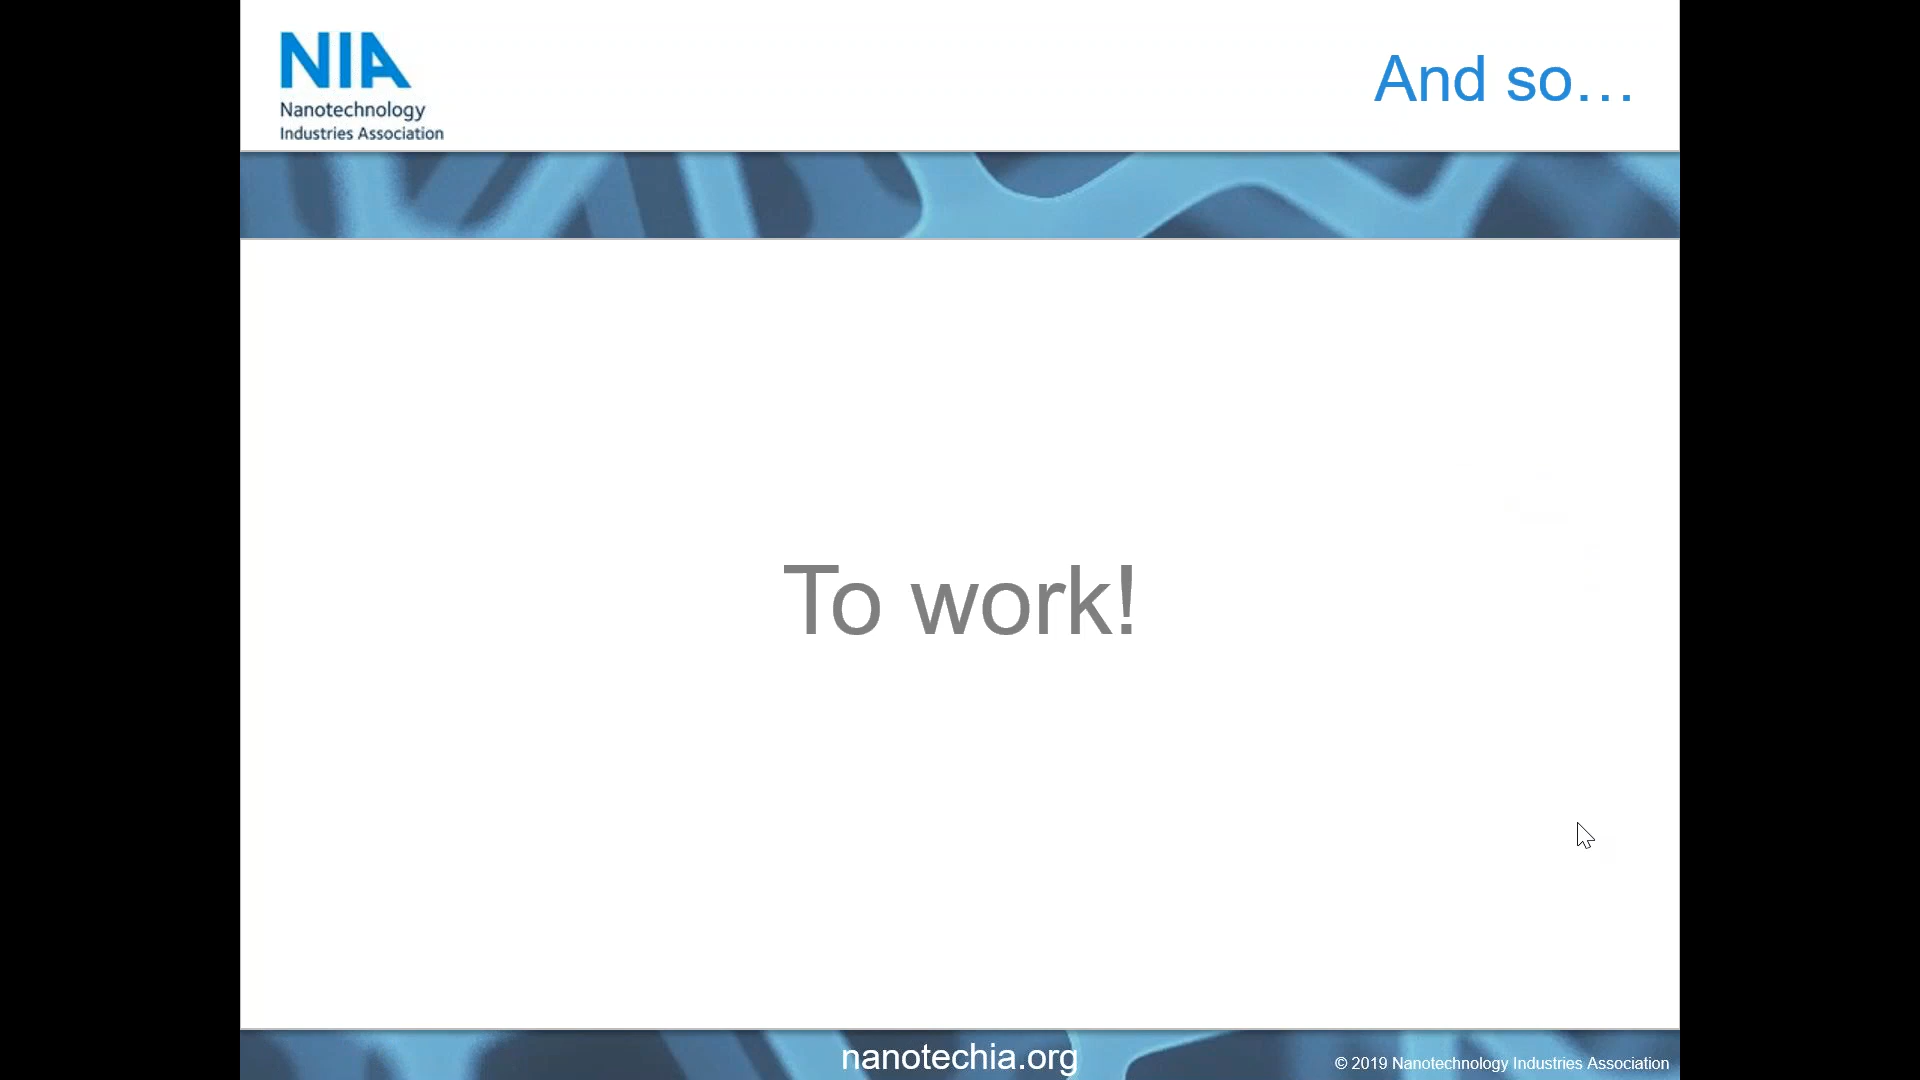 NIA
Nanotechnology
Industries Association
And so…
To work!
nanotechia.org
© 2019 Nanotechnology Industries Association